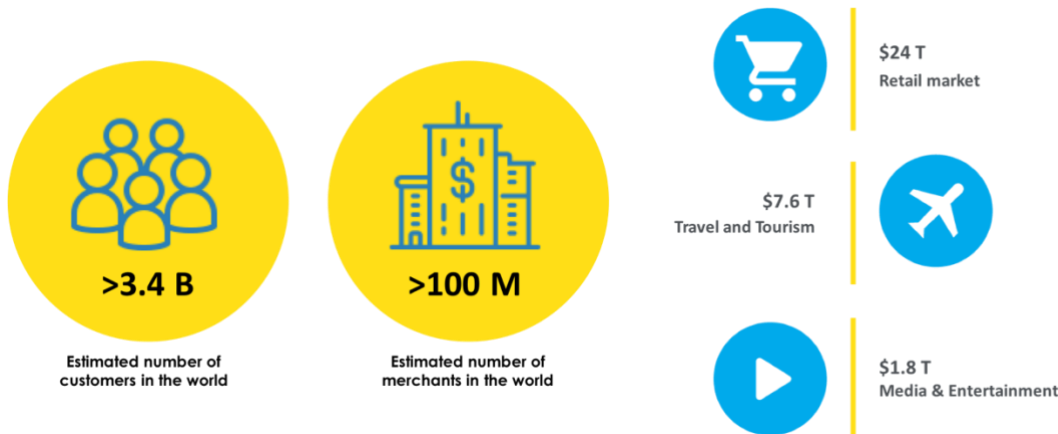 >3.4 B
Estimated number of
customers in the world
>100 M
Estimated number of
merchants in the world
$24 T
Retail market
$7.6 T
Travel and Tourism
$1.8 T
Media & Entertainment